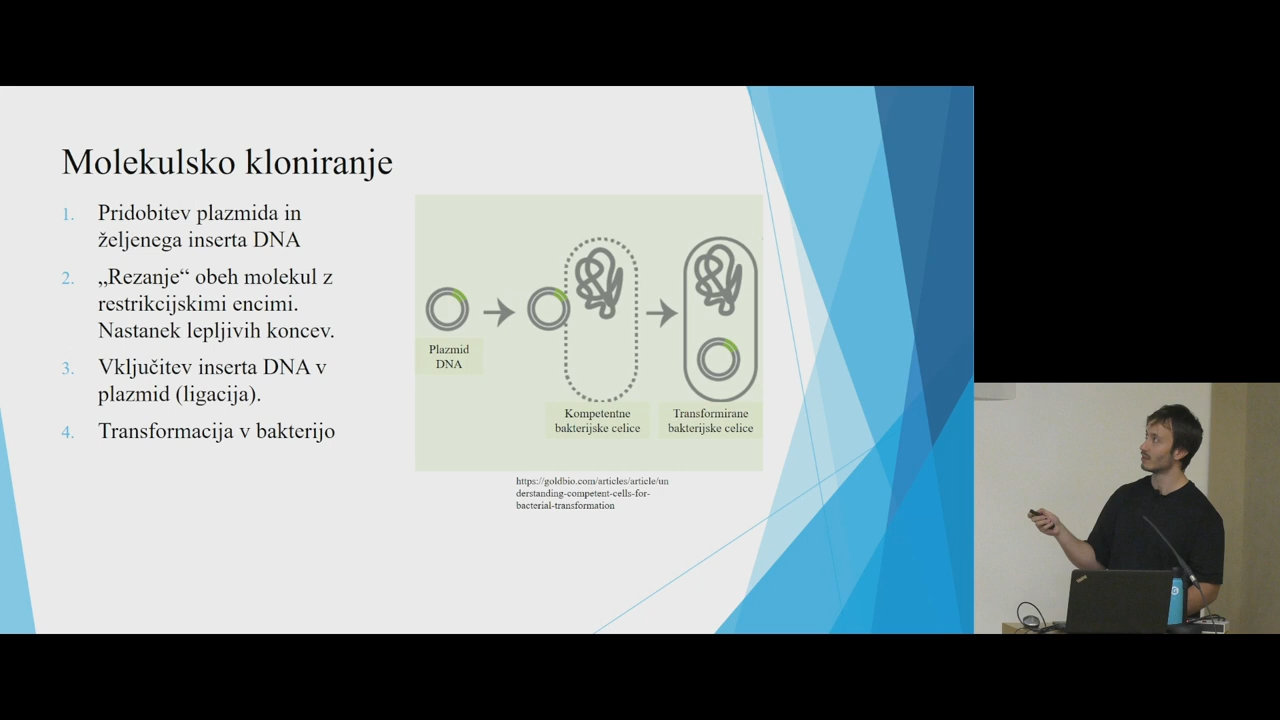 Molekulsko kloniranje
1. Pridobitev plazmida in
željenega inserta DNA
2. „Rezanje“ obeh molekul z
restrikcijskimi encimi.
Nastanek lepljivih koncev.
3. Vključitev inserta DNA v
plazmid (ligacija).
4. Transformacija v bakterijo
Plazmid
DNA
Kompetentne
bakterijske celice
Transformirane
bakterijske celice
https://goldbio.com/articles/article/un
derstanding-competent-cells-for-
bacterial-transformation